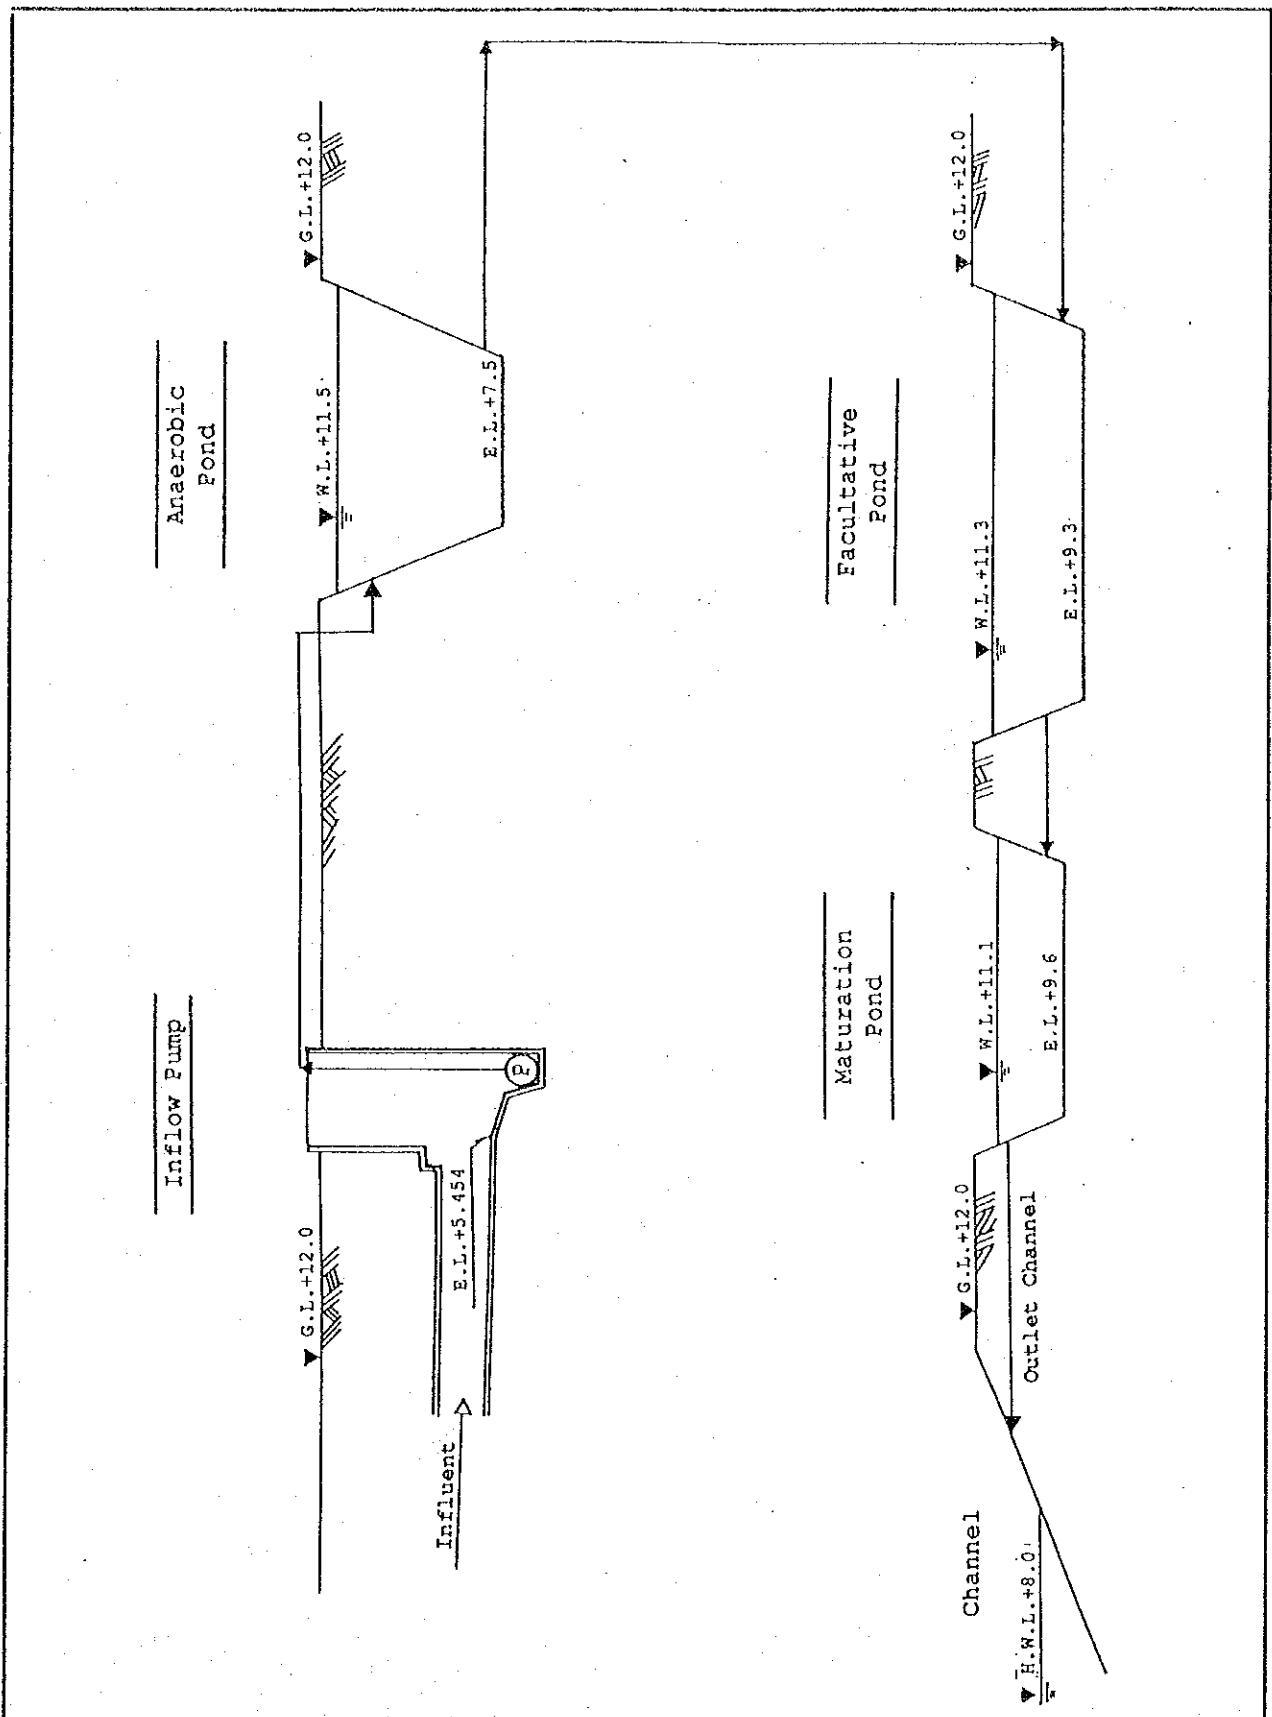 Inflow Pump
Anaerobic
Pond
G.L.+12.0
G.L.+12.0
W.L.+11.5
E.L.+7.5
E.L.+5.454
P
Influent
Maturation
Pond
Facultative
Pond
G.L.+12.0
G.L.+12.0
W.L.+11.1
W.L.+11.3
E.L.+9.6
E.L.+9.3
Outlet Channel
Channel
H.W.L.+8.0